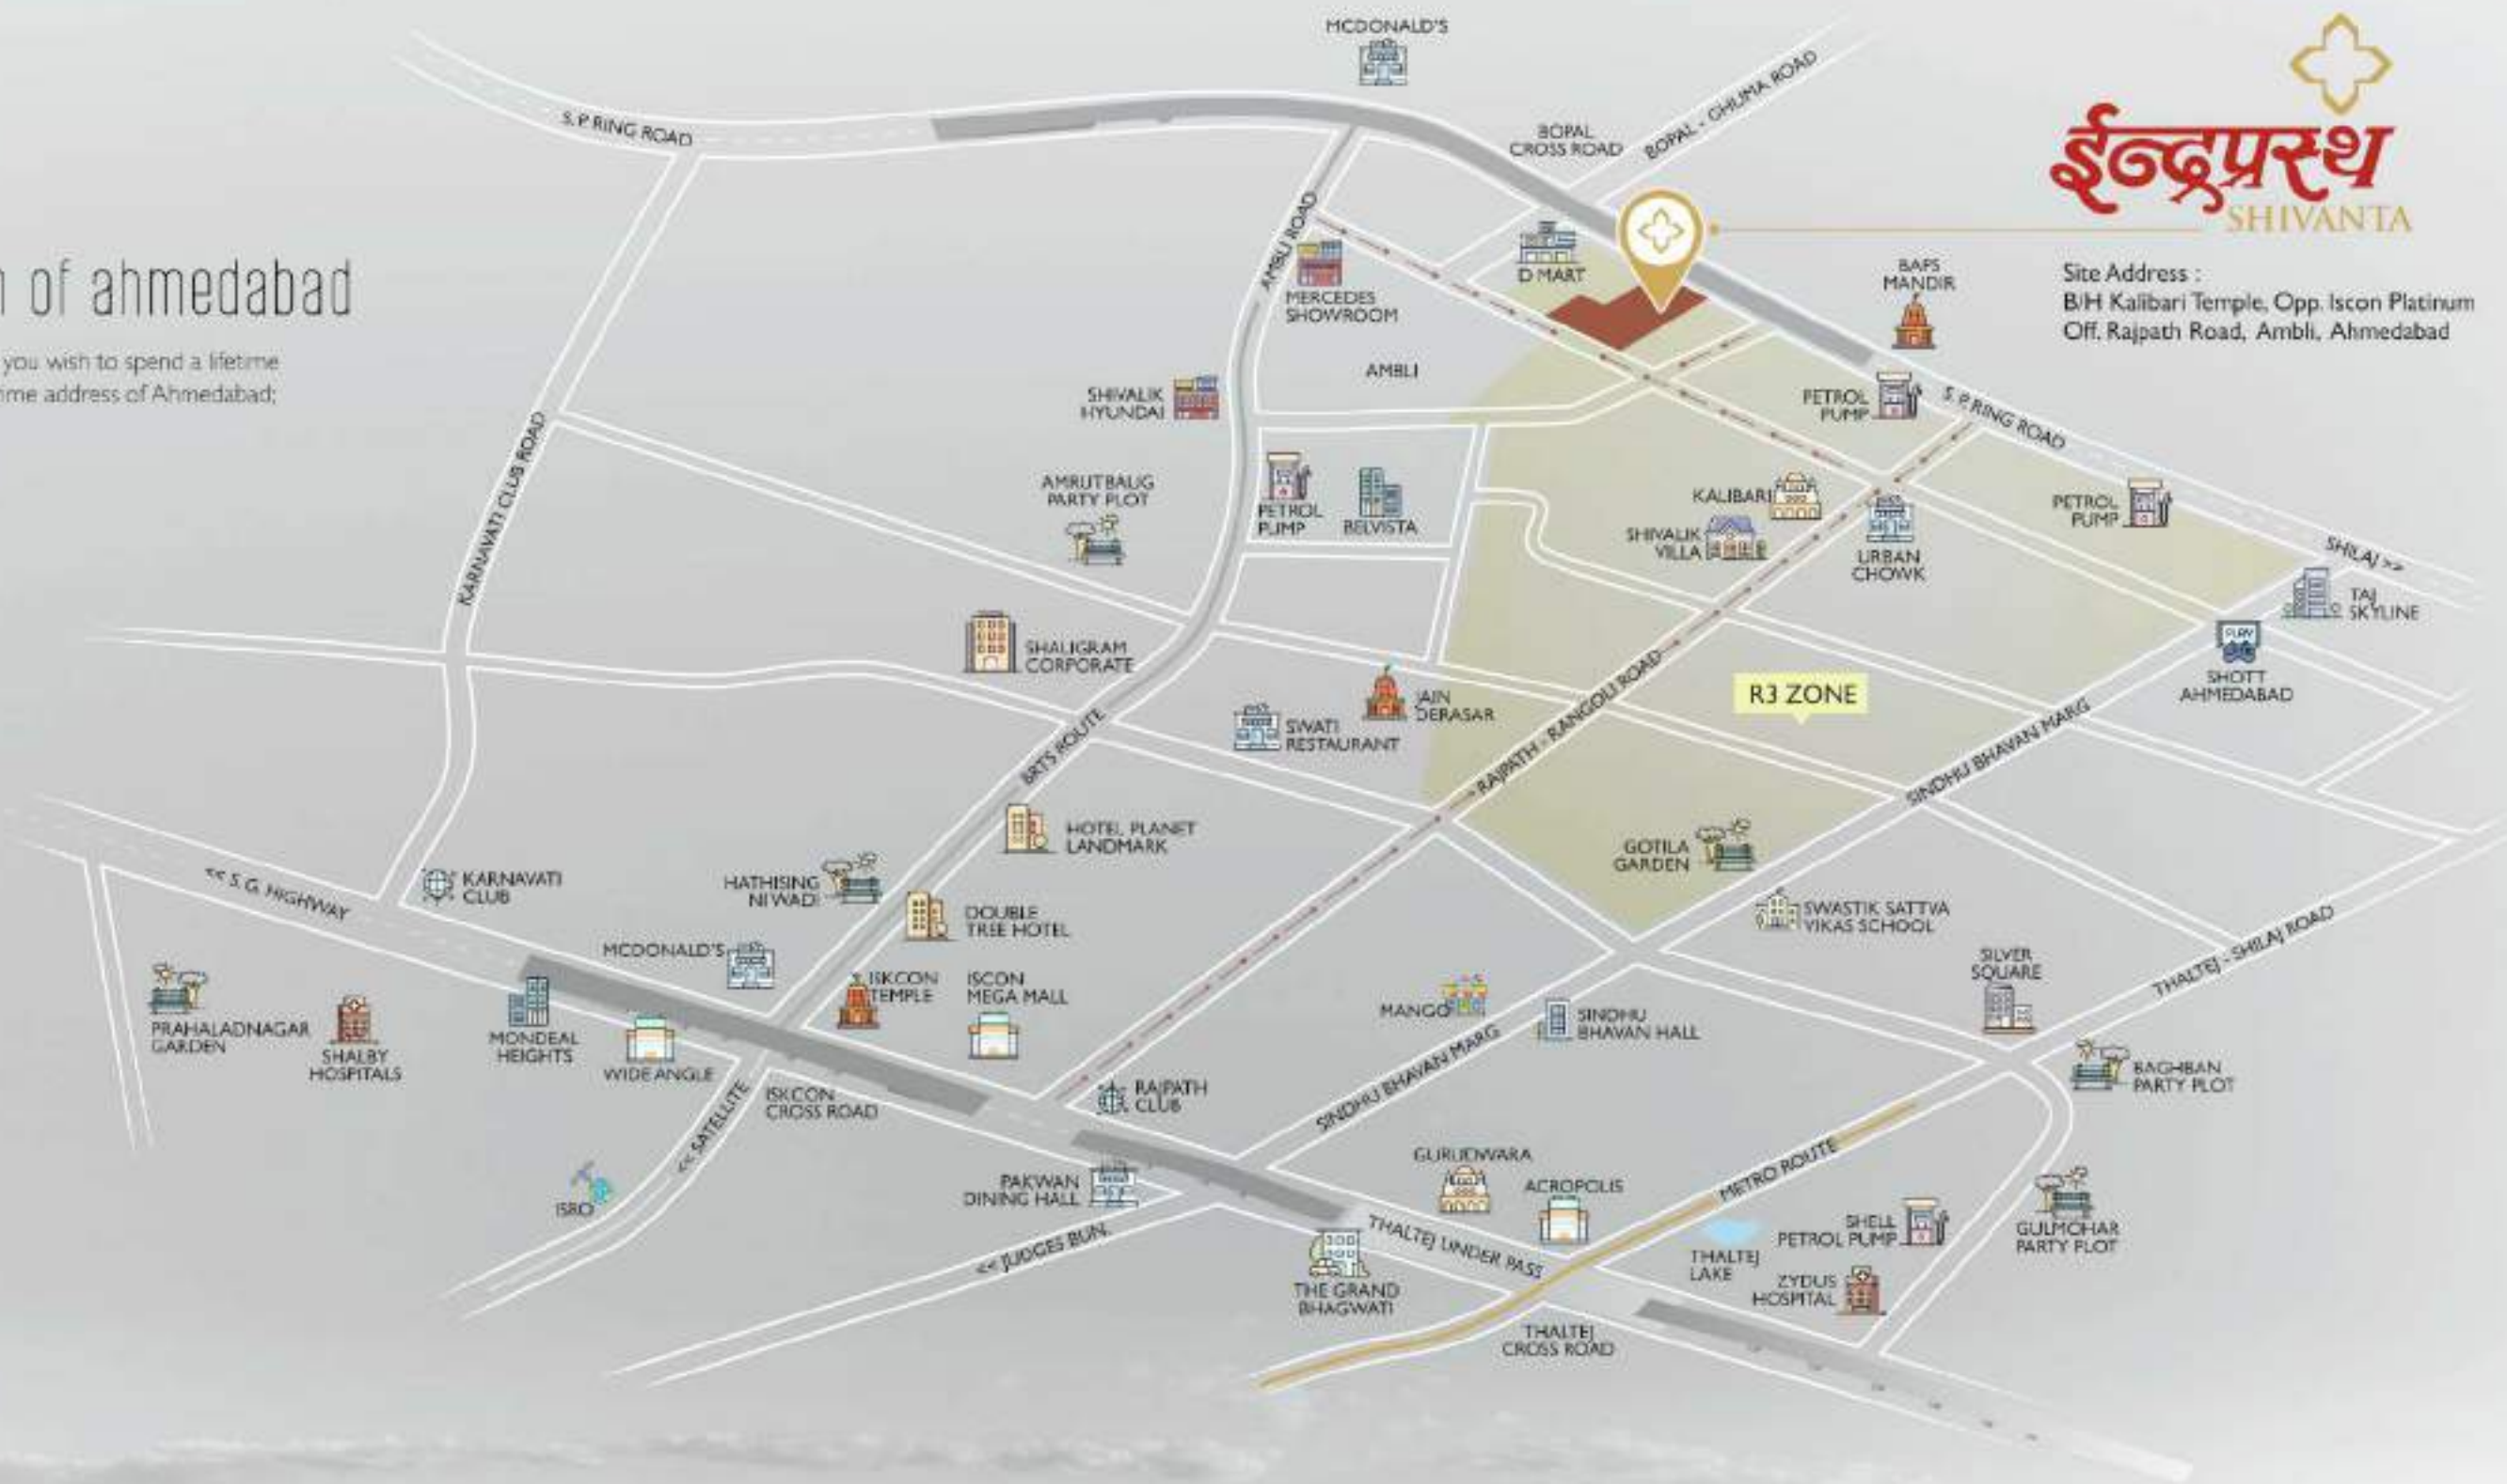 of ahmedabad
you wish to spend a lifetime
address of Ahmedabad;
MCDONALD'S
S. P. RING ROAD
BOPAL
CROSS ROAD
BOPAL - GHUMA ROAD
ईन्द्रप्रस्थ
SHIVANTA
Site Address :
B/H Kalibari Temple, Opp. Iscon Platinum
Off. Rajpath Road, Ambli, Ahmedabad
AMBLI ROAD
D MART
BAPS
MANDIR
MERCEDES
SHOWROOM
AMBLI
SHIVALIK
HYUNDAI
PETROL
PUMP
S. P. RING ROAD
KARNAVATI CLUB ROAD
AMRUTBAUG
PARTY PLOT
PETROL
PUMP
BELVISTA
KALIBARI
SHIVALIK
VILLA
URBAN
CHOWK
PETROL
PUMP
SHILAJ >>
TAJ
SKYLINE
SHALIGRAM
CORPORATE
PLAY
SHOTT
AHMEDABAD
JAIN
DERASAR
R3 ZONE
SWATI
RESTAURANT
BRTS ROUTE
RAJPATH - RANGOLI ROAD
SINDHU BHAVAN MARG
HOTEL PLANET
LANDMARK
GOTILA
GARDEN
<< S. G. HIGHWAY
KARNAVATI
CLUB
HATHISING
NI WADI
DOUBLE
TREE HOTEL
SWASTIK SATTVA
VIKAS SCHOOL
THALTEJ - SHILAJ ROAD
MCDONALD'S
ISKCON
TEMPLE
ISCON
MEGA MALL
SILVER
SQUARE
MANGO
SINDHU
BHAVAN HALL
PRAHALADNAGAR
GARDEN
SHALBY
HOSPITALS
MONDEAL
HEIGHTS
WIDE ANGLE
ISKCON
CROSS ROAD
RAJPATH
CLUB
SINDHU BHAVAN MARG
BAGHBAN
PARTY PLOT
<< SATELLITE
ISRO
PAKWAN
DINING HALL
GURUDWARA
ACROPOLIS
METRO ROUTE
<< JUDGES BUN.
THALTEJ UNDER PASS
THALTEJ
LAKE
SHELL
PETROL PUMP
GULMOHAR
PARTY PLOT
ZYDUS
HOSPITAL
THE GRAND
BHAGWATI
THALTEJ
CROSS ROAD